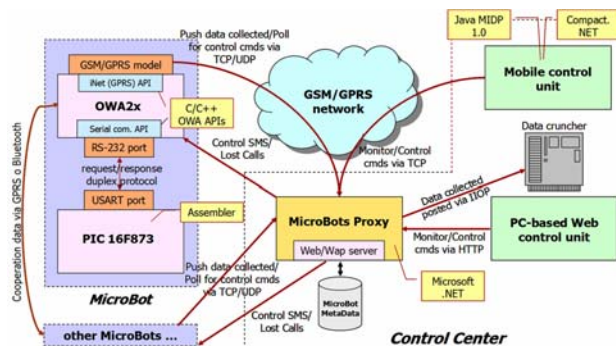 Push data collected/Poll
for control cmds via
TCP/UDP
Java MIDP
1.0
Compact.
.NET
GSM/GPRS model
iNet (GPRS) API
OWA2x
C/C++
OWA APIs
Serial com. API
RS-232 port
request/response
duplex protocol
USART port
Assembler
PIC 16F873
MicroBot
other MicroBots ...
Cooperation data via GPRS o Bluetooth
GSM/GPRS
network
Control SMS/
Lost Calls
Monitor/Control
cmds via TCP
Mobile control
unit
Data cruncher
Data collected
posted via IIOP
MicroBots Proxy
Web/Wap server
Monitor/Control
cmds via HTTP
PC-based Web
control unit
Microsoft
.NET
Push data collected/
Poll for control cmds
via TCP/UDP
Control SMS/
Lost Calls
MicroBot
MetaData
Control Center